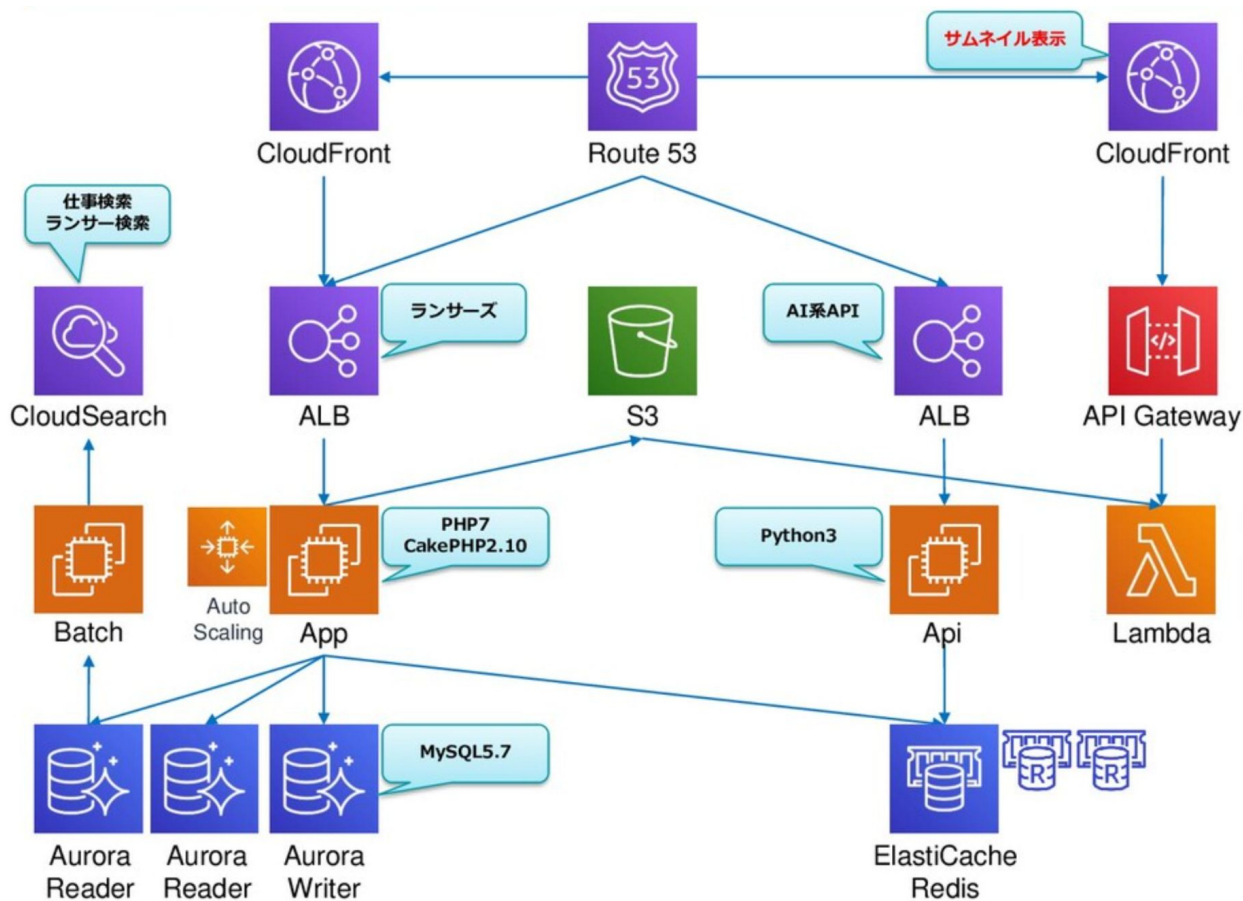 サムネイル表示
53
CloudFront
Route 53
CloudFront
仕事検索
ランサー検索
ランサーズ
AI系API
</>
CloudSearch
ALB
S3
ALB
API Gateway
PHP7
CakePHP2.10
Python3
Batch
Auto
Scaling
App
Api
Lambda
MySQL5.7
R
R
Aurora
Reader
Aurora
Reader
Aurora
Writer
ElastiCache
Redis